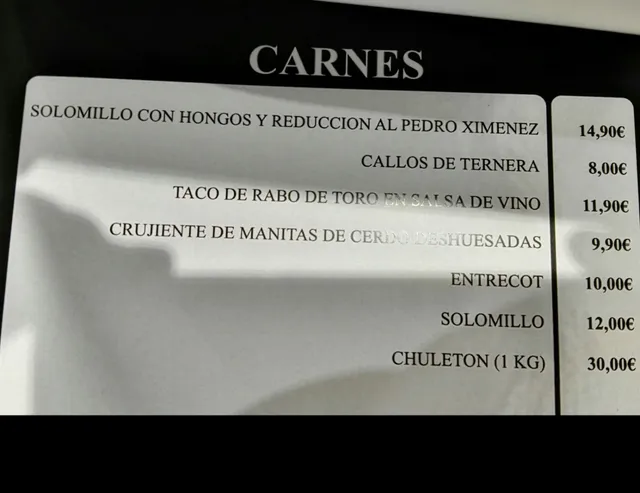 CARNES
SOLOMILLO CON HONGOS Y REDUCCION AL PEDRO XIMENEZ 14,90€
CALLOS DE TERNERA 8,00€
TACO DE RABO DE TORO EN SALSA DE VINO 11,90€
CRUJIENTE DE MANITAS DE CERDO DESHUESADAS 9,90€
ENTRECOT 10,00€
SOLOMILLO 12,00€
CHULETON (1 KG) 30,00€